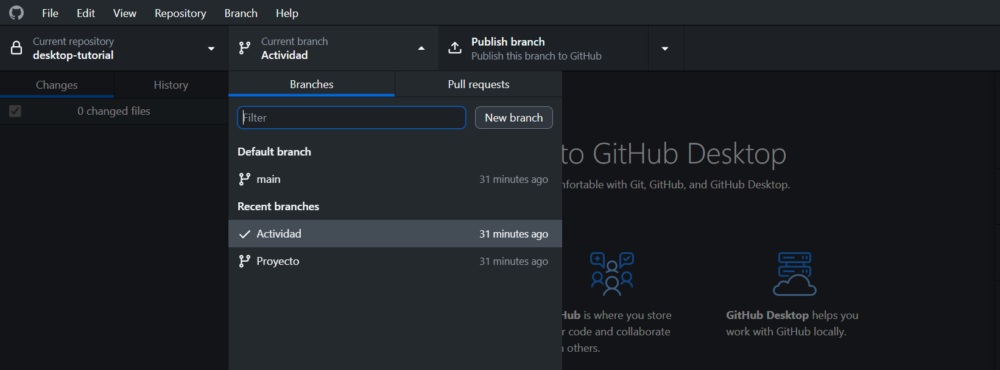 File Edit View Repository Branch Help
Current repository
desktop-tutorial
Current branch
Actividad
Publish branch
Publish this branch to GitHub
Changes
History
0 changed files
Branches
Pull requests
Filter
New branch
Default branch
main 31 minutes ago
Recent branches
Actividad 31 minutes ago
Proyecto 31 minutes ago
to GitHub Desktop
fortable with Git, GitHub, and GitHub Desktop.
Hub is where you store
code and collaborate
others.
GitHub Desktop helps you
work with GitHub locally.